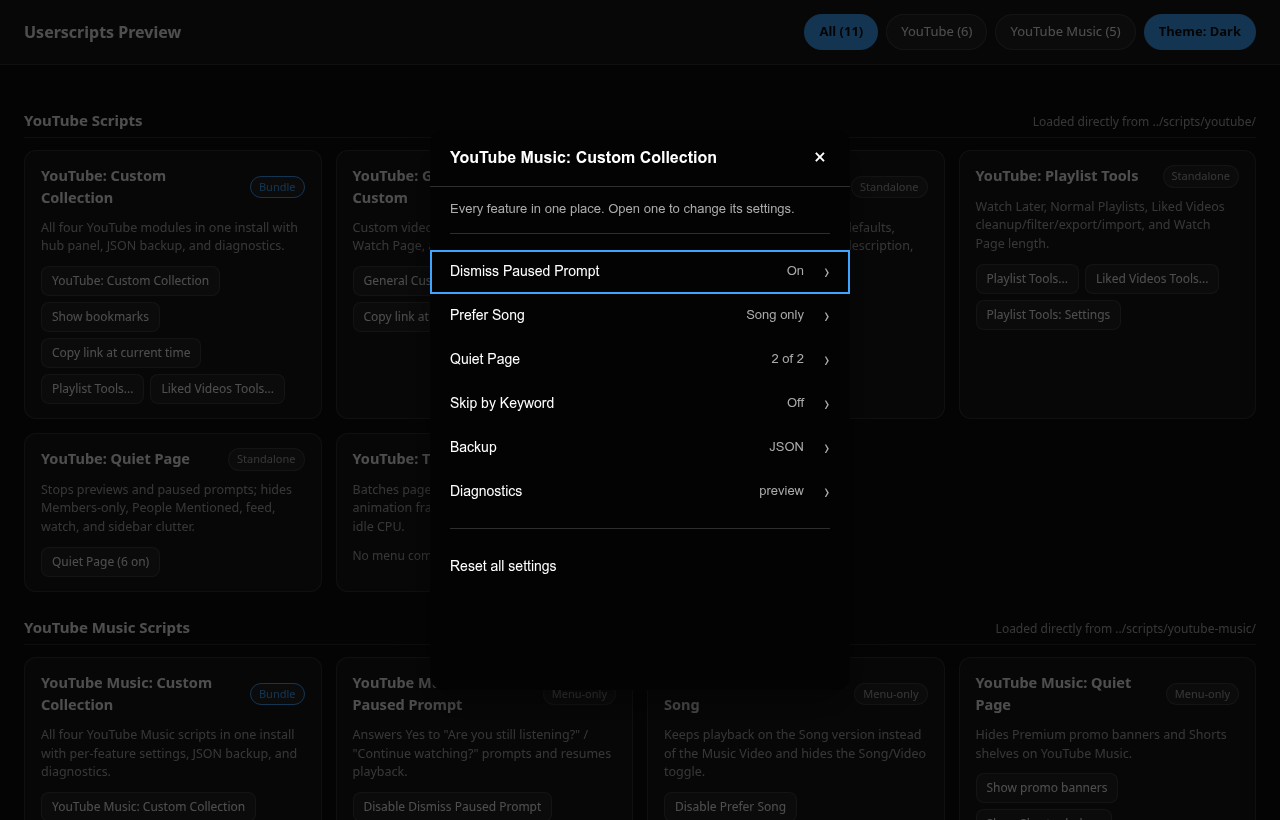 Userscripts Preview
All (11)
YouTube (6)
YouTube Music (5)
Theme: Dark
YouTube Scripts
Loaded directly from ../scripts/youtube/
YouTube: Custom
Collection
Bundle
All four YouTube modules in one install with
hub panel, JSON backup, and diagnostics.
YouTube: Custom Collection
Show bookmarks
Copy link at current time
Playlist Tools...
Liked Videos Tools...
YouTube: G
Custom
Custom vide
Watch Page,
General Cus
Copy link at
Standalone
defaults,
description,
YouTube: Playlist Tools
Standalone
Watch Later, Normal Playlists, Liked Videos
cleanup/filter/export/import, and Watch
Page length.
Playlist Tools...
Liked Videos Tools...
Playlist Tools: Settings
YouTube: Quiet Page
Standalone
Stops previews and paused prompts; hides
Members-only, People Mentioned, feed,
watch, and sidebar clutter.
Quiet Page (6 on)
YouTube: T
Batches page
animation fra
idle CPU.
No menu com
YouTube Music: Custom Collection
×
Every feature in one place. Open one to change its settings.
Dismiss Paused Prompt
On ›
Prefer Song
Song only ›
Quiet Page
2 of 2 ›
Skip by Keyword
Off ›
Backup
JSON ›
Diagnostics
preview ›
Reset all settings
YouTube Music Scripts
Loaded directly from ../scripts/youtube-music/
YouTube Music: Custom
Collection
Bundle
All four YouTube Music scripts in one install
with per-feature settings, JSON backup, and
diagnostics.
YouTube Music: Custom Collection
YouTube M
Paused Prompt
Menu-only
Answers Yes to "Are you still listening?" /
"Continue watching?" prompts and resumes
playback.
Disable Dismiss Paused Prompt
Song
Menu-only
Keeps playback on the Song version instead
of the Music Video and hides the Song/Video
toggle.
Disable Prefer Song
YouTube Music: Quiet
Page
Menu-only
Hides Premium promo banners and Shorts
shelves on YouTube Music.
Show promo banners